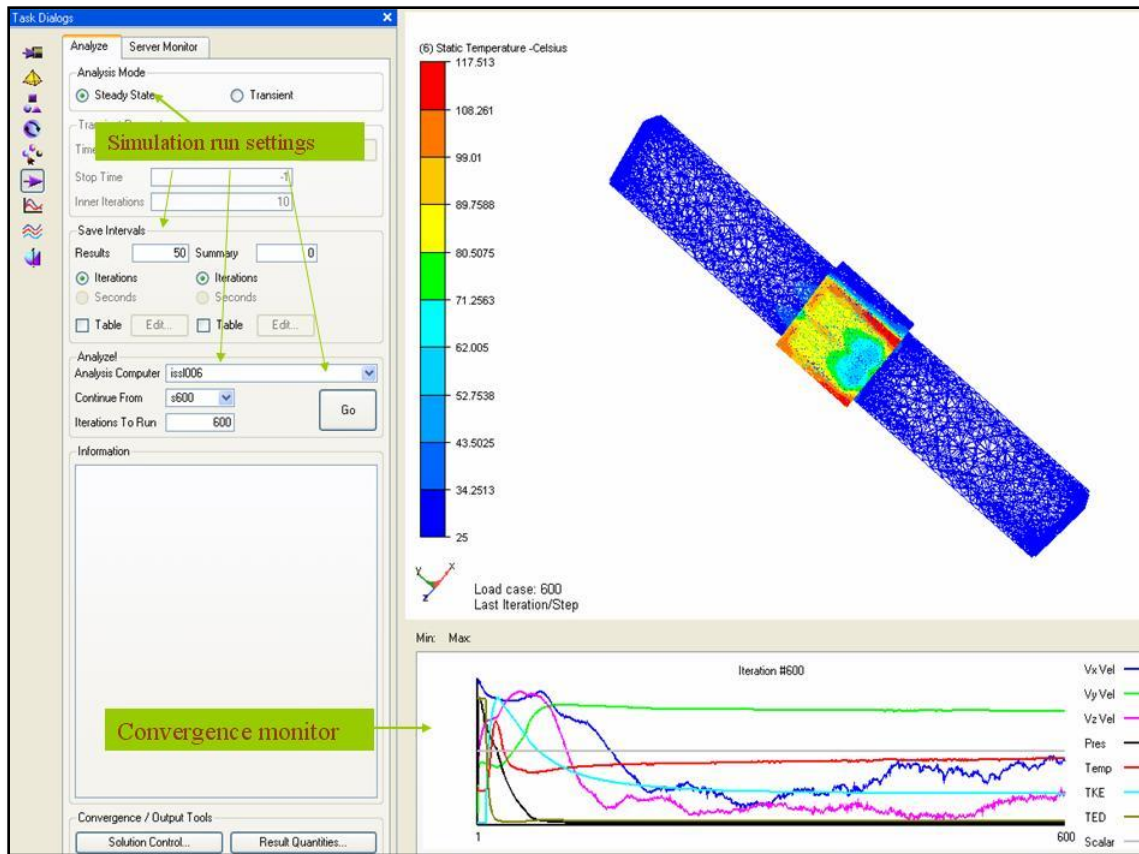 Task Dialogs
Analyze
Server Monitor
Analysis Mode
Steady State
Transient
Simulation run settings
Stop Time
-1
Inner Iterations
10
Save Intervals
Results
50
Summary
0
Iterations
Iterations
Seconds
Seconds
Table
Edit...
Table
Edit...
Analyze!
Analysis Computer
issl006
Continue From
s600
Iterations To Run
600
Go
Information
Convergence / Output Tools
Solution Control...
Result Quantities...
(6) Static Temperature -Celsius
117.513
108.261
99.01
89.7588
80.5075
71.2563
62.005
52.7538
43.5025
34.2513
25
Y
X
Z
Load case: 600
Last Iteration/Step
Min:
Max:
Iteration #600
Convergence monitor
Vx Vel
Vy Vel
Vz Vel
Pres
Temp
TKE
TED
Scalar
1
600